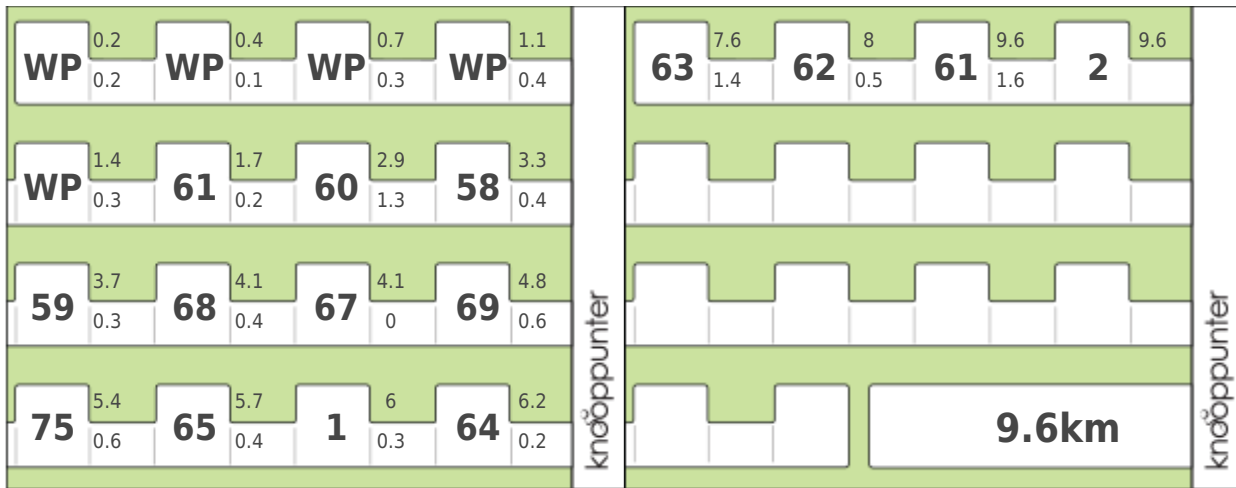 WP 0.2 0.2 WP 0.4 0.1 WP 0.7 0.3 WP 1.1 0.4
WP 1.4 0.3 61 1.7 0.2 60 2.9 1.3 58 3.3 0.4
59 3.7 0.3 68 4.1 0.4 67 4.1 0 69 4.8 0.6
75 5.4 0.6 65 5.7 0.4 1 6 0.3 64 6.2 0.2
knooppunter
63 7.6 1.4 62 8 0.5 61 9.6 1.6 2 9.6
9.6km
knooppunter